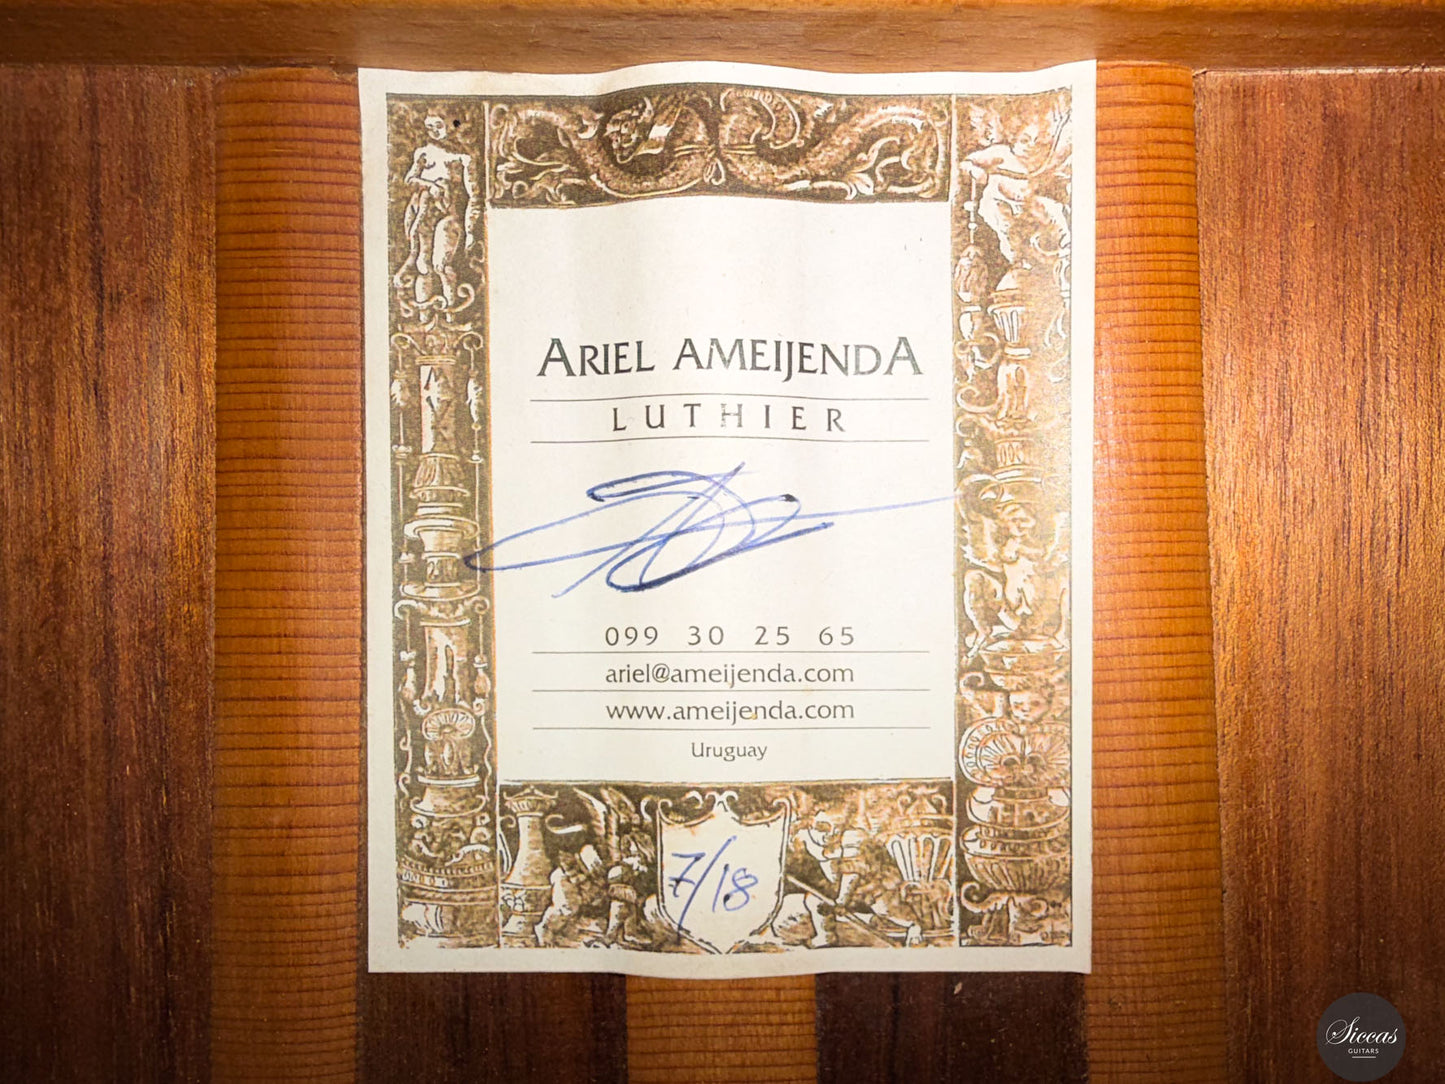 ARIEL AMEIJENDA
LUTHIER
099 30 25 65
ariel@ameijenda.com
www.ameijenda.com
Uruguay
7/18
Siccas
GUITARS